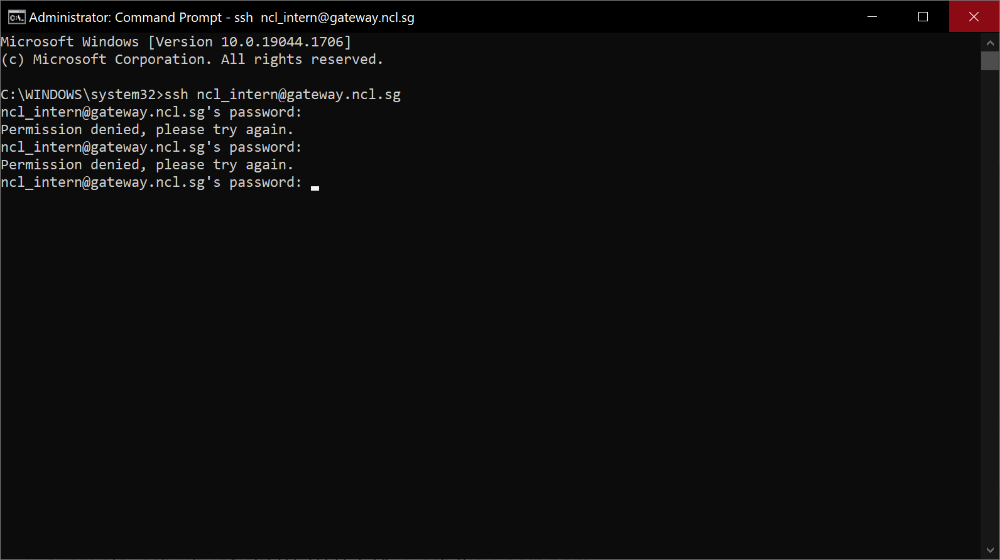 Administrator: Command Prompt - ssh  ncl_intern@gateway.ncl.sg
Microsoft Windows [Version 10.0.19044.1706]
(c) Microsoft Corporation. All rights reserved.
C:\WINDOWS\system32>ssh ncl_intern@gateway.ncl.sg
ncl_intern@gateway.ncl.sg's password:
Permission denied, please try again.
ncl_intern@gateway.ncl.sg's password:
Permission denied, please try again.
ncl_intern@gateway.ncl.sg's password: